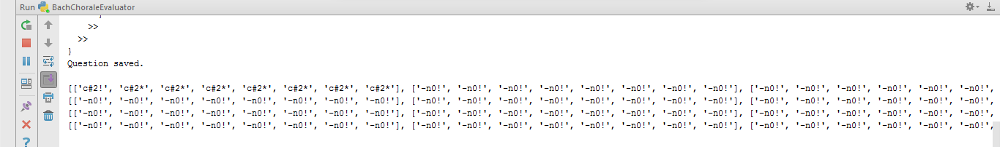 Run BachChoraleEvaluator
}
>>
>>
}
Question saved.
[['c#2!', 'c#2*', 'c#2*', 'c#2*', 'c#2*', 'c#2*', 'c#2*', 'c#2*'], ['-n0!', '-n0!', '-n0!', '-n0!', '-n0!', '-n0!', '-n0!', '-n0!'], ['-n0!', '-n0!', '-n0!', '-n0!', '-n0!', '-n0!',
[['-n0!', '-n0!', '-n0!', '-n0!', '-n0!', '-n0!', '-n0!', '-n0!'], ['-n0!', '-n0!', '-n0!', '-n0!', '-n0!', '-n0!', '-n0!', '-n0!'], ['-n0!', '-n0!', '-n0!', '-n0!', '-n0!', '-n0!',
[['-n0!', '-n0!', '-n0!', '-n0!', '-n0!', '-n0!', '-n0!', '-n0!'], ['-n0!', '-n0!', '-n0!', '-n0!', '-n0!', '-n0!', '-n0!', '-n0!'], ['-n0!', '-n0!', '-n0!', '-n0!', '-n0!', '-n0!',
[['-n0!', '-n0!', '-n0!', '-n0!', '-n0!', '-n0!', '-n0!', '-n0!'], ['-n0!', '-n0!', '-n0!', '-n0!', '-n0!', '-n0!', '-n0!', '-n0!'], ['-n0!', '-n0!', '-n0!', '-n0!', '-n0!', '-n0!',